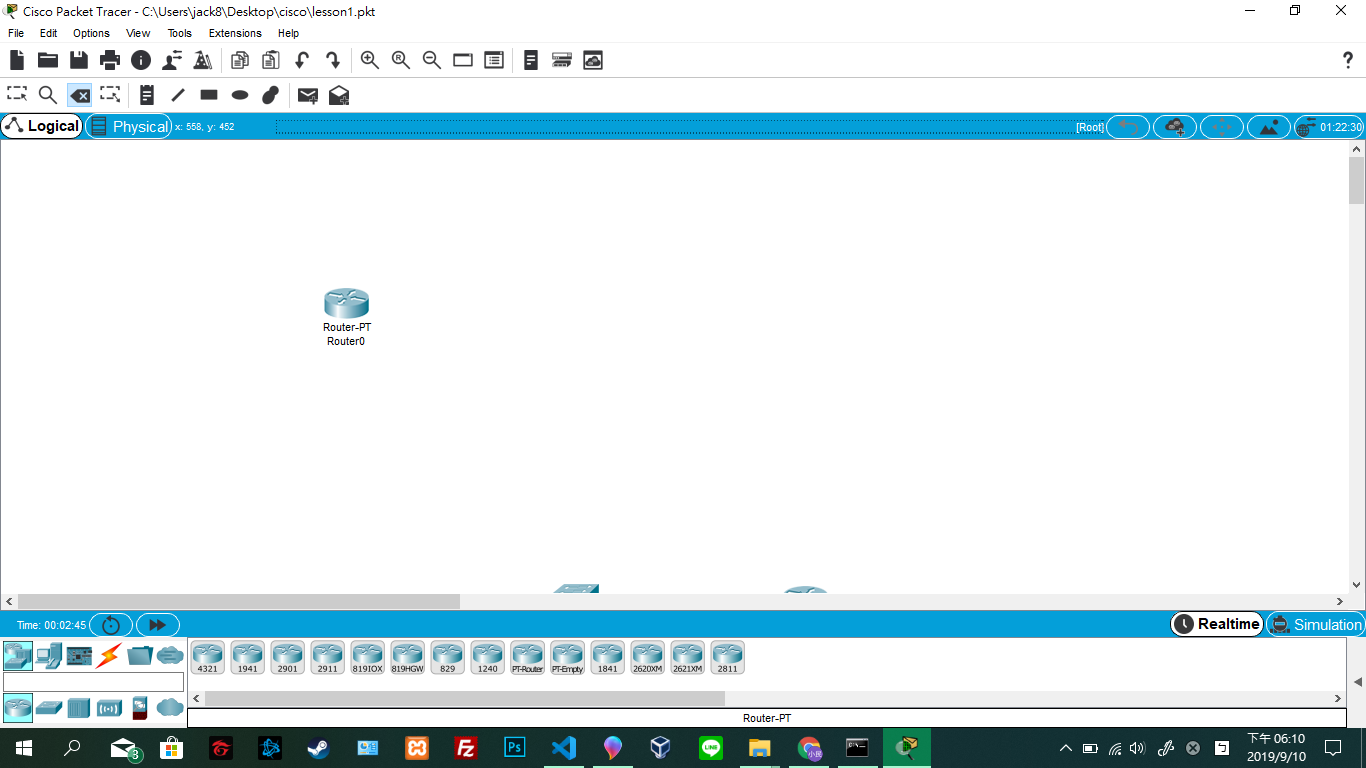 Cisco Packet Tracer - C:\Users\jack8\Desktop\cisco\lesson1.pkt
File Edit Options View Tools Extensions Help
Logical Physical x: 558, y: 452 [Root] 01:22:30
Router-PT
Router0
Time: 00:02:45 Realtime Simulation
4321 1941 2901 2911 819IOX 819HGW 829 1240 PT-Router PT-Empty 1841 2620XM 2621XM 2811
Router-PT
下午 06:10
2019/9/10